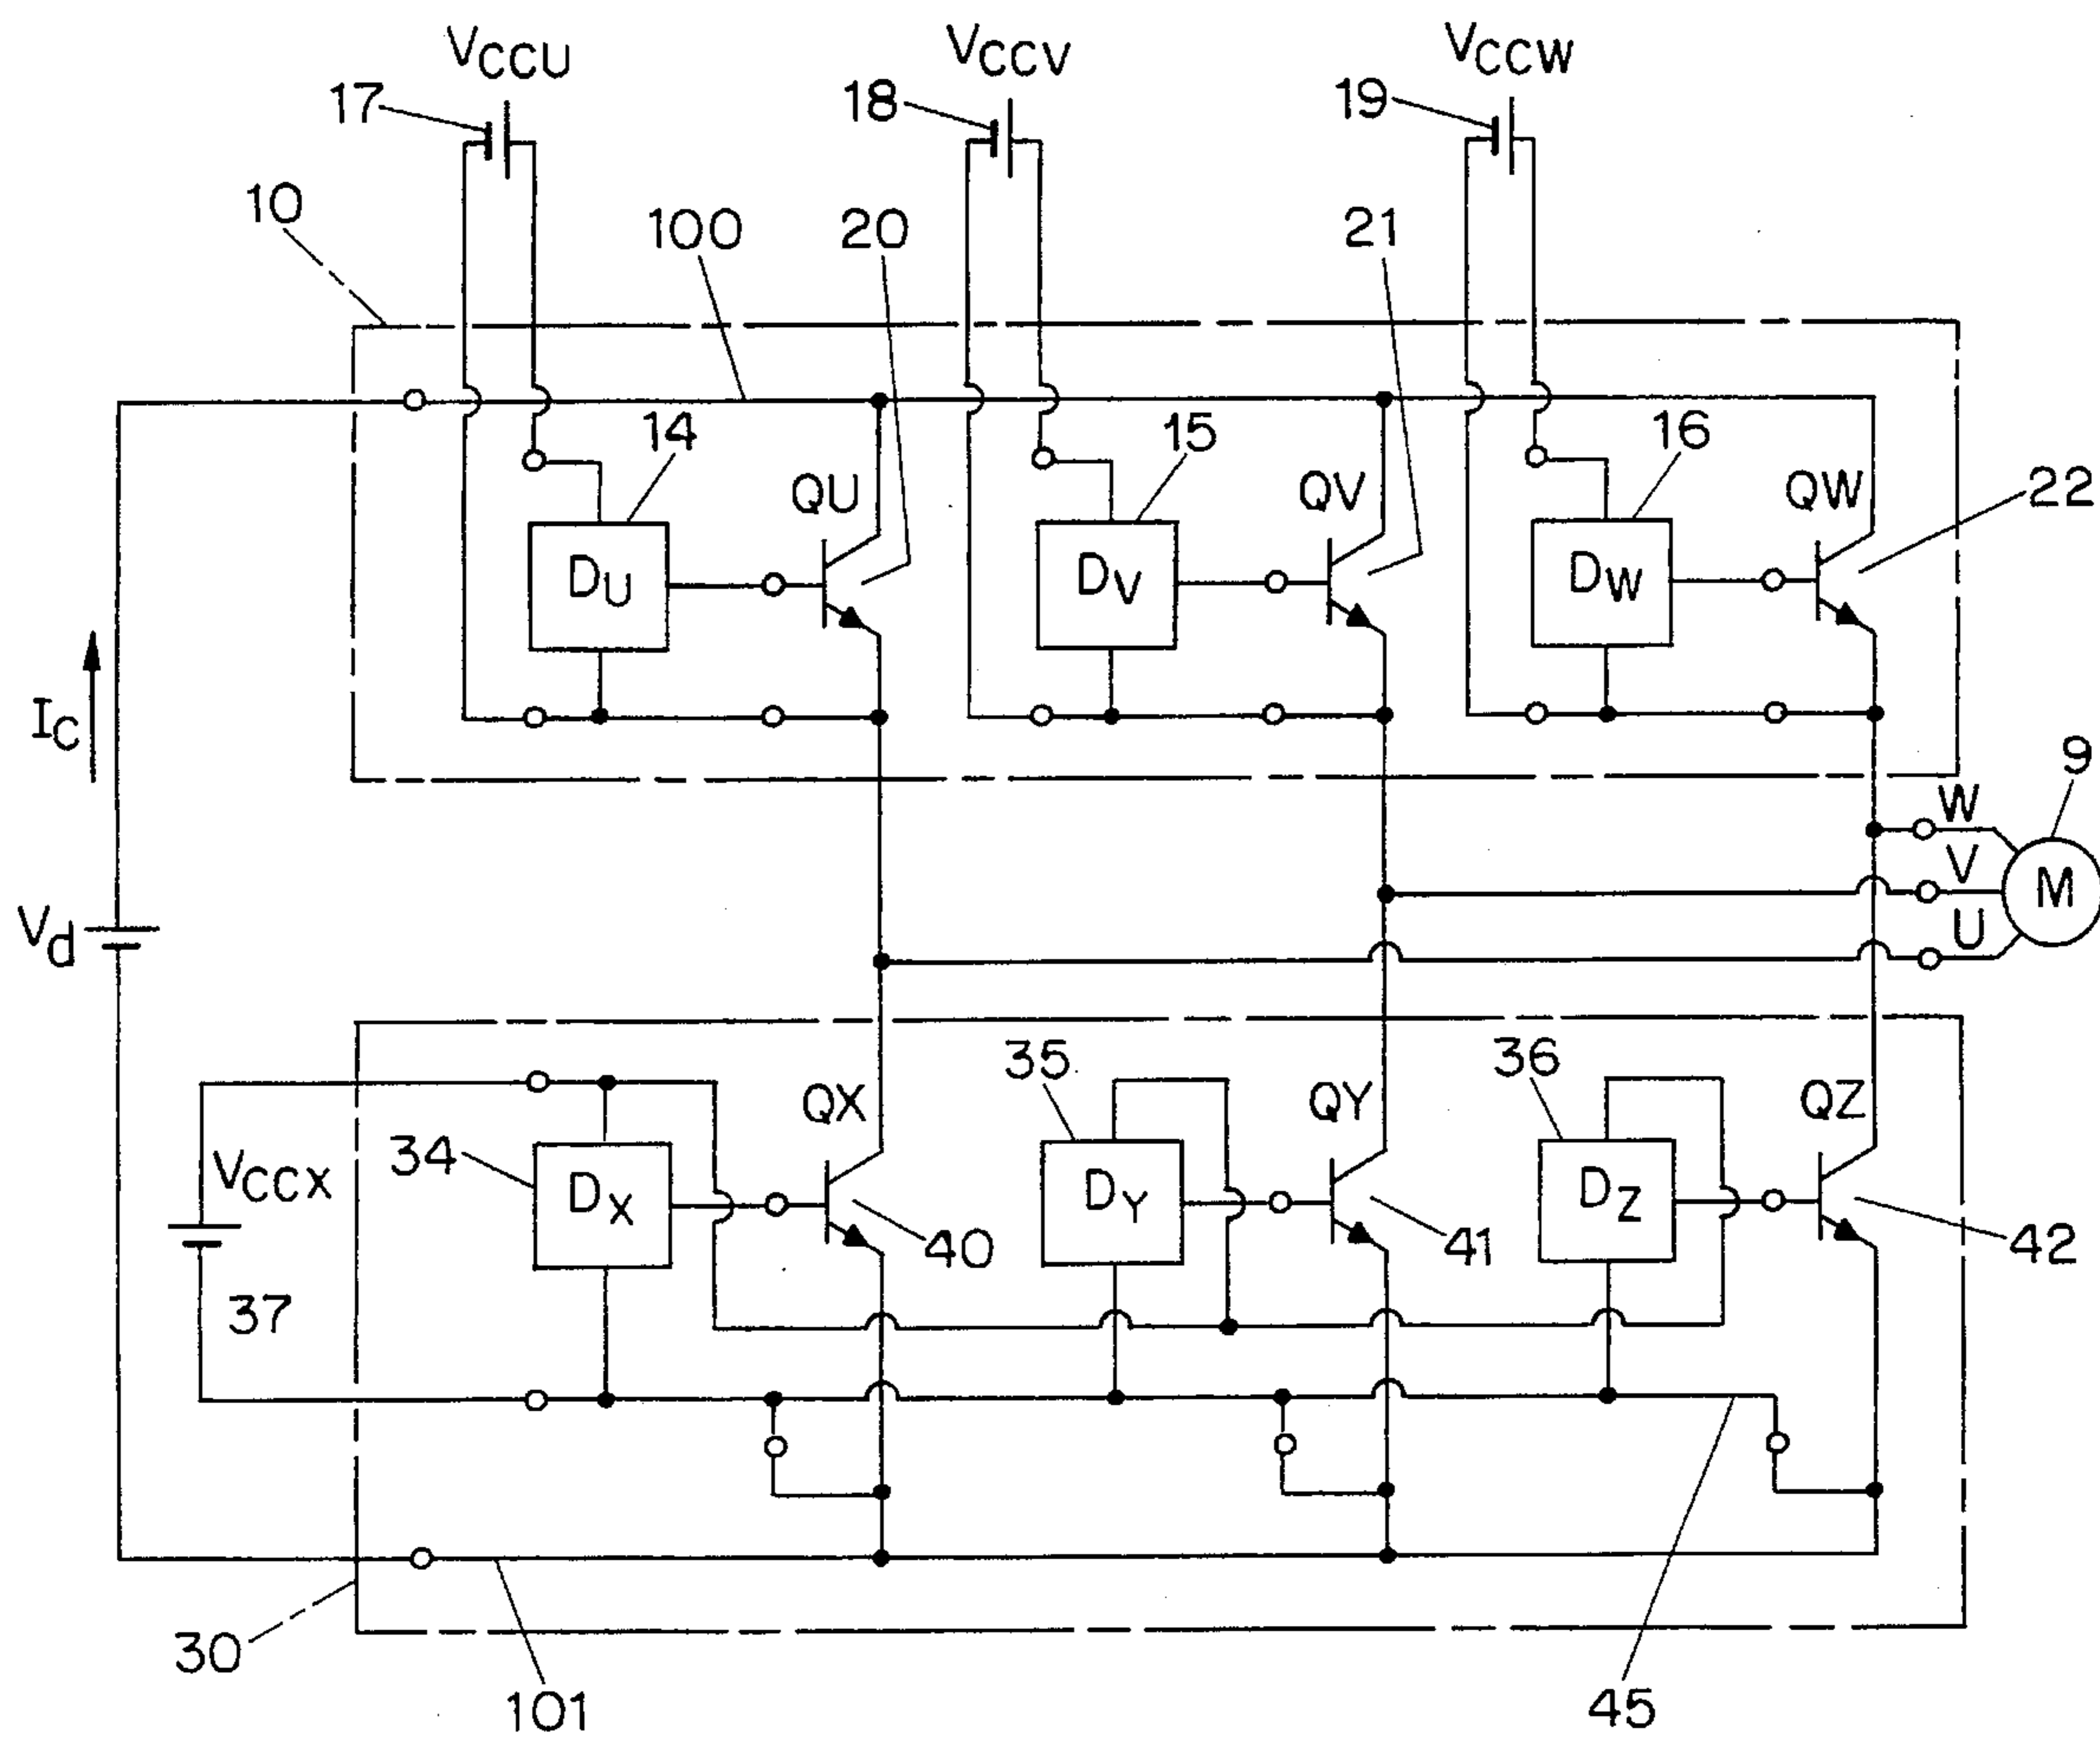 VCCU
VCCV
VCCW
17
18
19
10
100
20
21
14
15
16
QU
QV
QW
22
DU
DV
DW
IC
9
W
V
M
U
Vd
35
36
QX
QY
QZ
34
VCCX
DX
DY
DZ
40
41
42
37
30
101
45